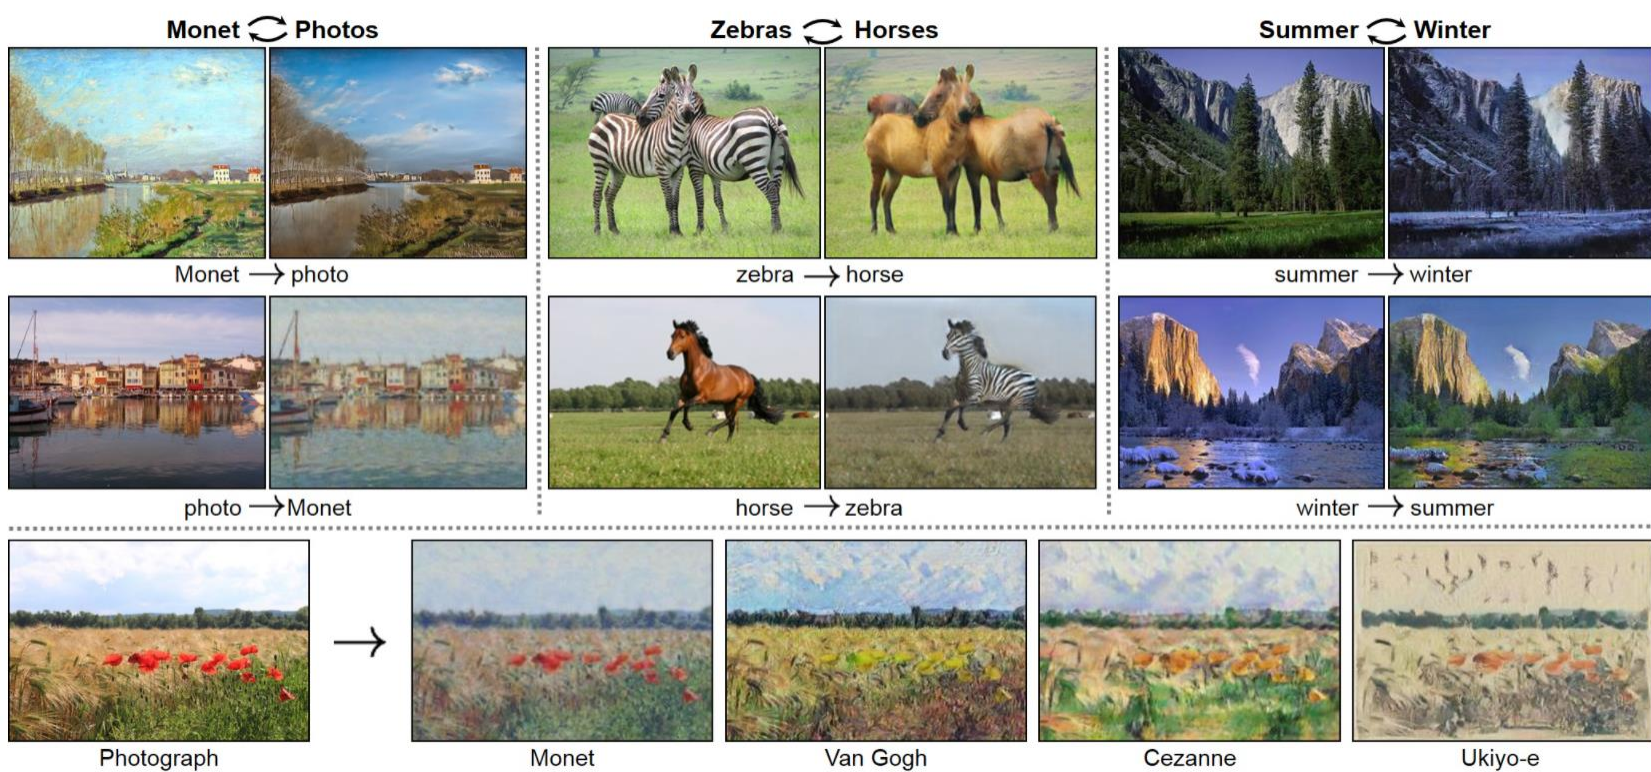 Monet Photos
Zebras Horses
Summer Winter
Monet → photo
zebra → horse
summer → winter
photo → Monet
horse → zebra
winter → summer
Photograph
Monet
Van Gogh
Cezanne
Ukiyo-e